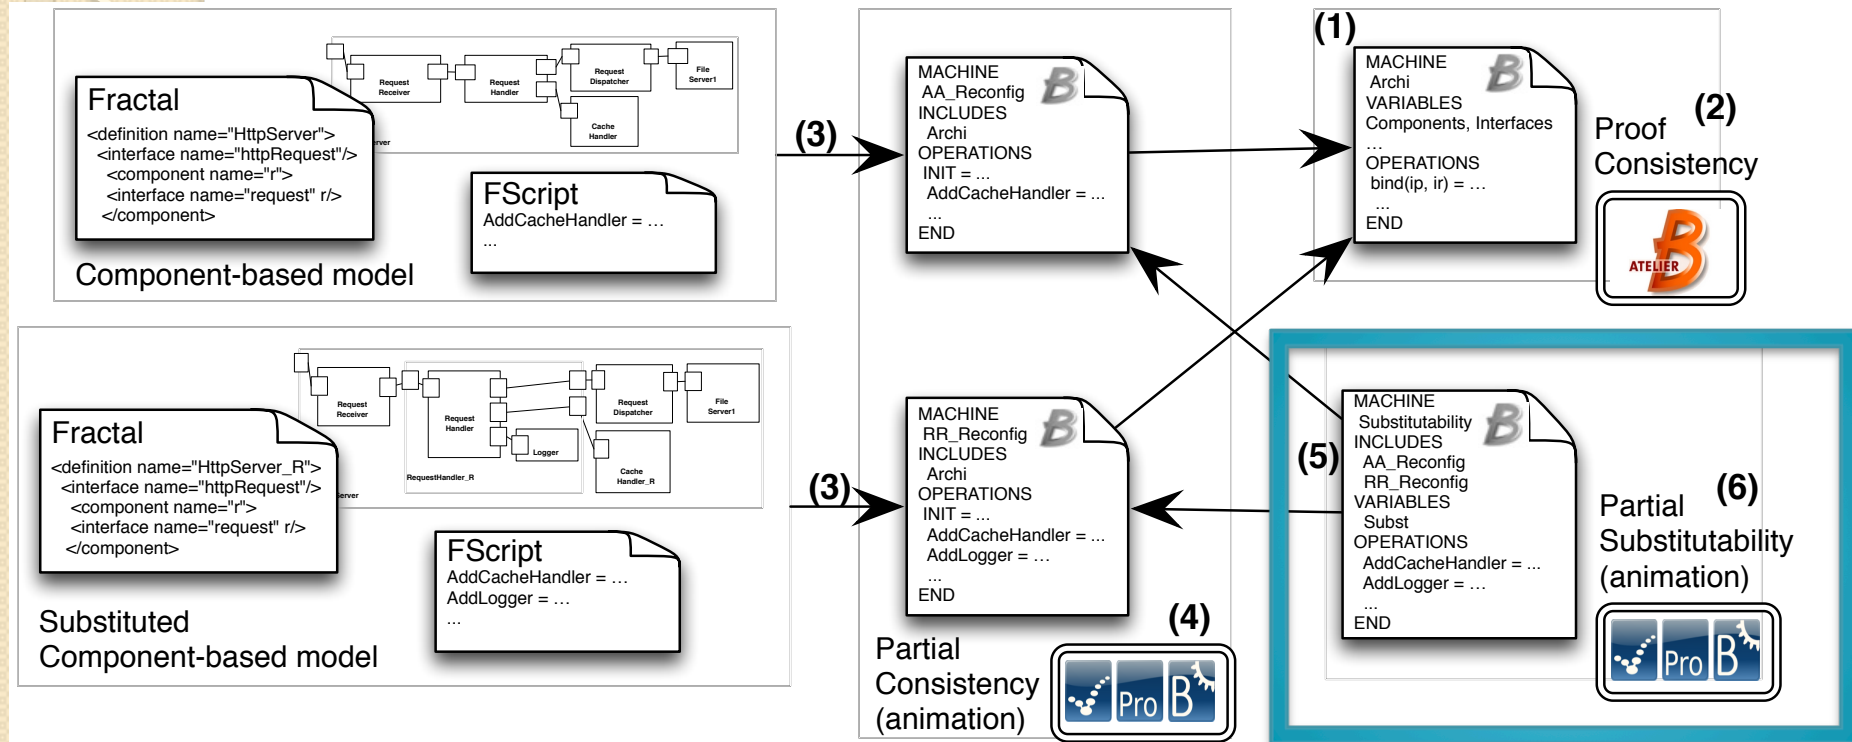 Request
Receiver
Request
Handler
Request
Dispatcher
File
Server1
Cache
Handler
erver
Fractal
<definition name="HttpServer">
<interface name="httpRequest"/>
<component name="r">
<interface name="request" r/>
</component>
FScript
AddCacheHandler = …
...
Component-based model
(3)
MACHINE
AA_Reconfig
INCLUDES
Archi
OPERATIONS
INIT = ...
AddCacheHandler = ...
...
END
B
(1)
MACHINE
Archi
VARIABLES
Components, Interfaces
…
OPERATIONS
bind(ip, ir) = …
...
END
B
(2)
Proof
Consistency
ATELIER B
Request
Receiver
Request
Handler
Logger
RequestHandler_R
Request
Dispatcher
File
Server1
Cache
Handler_R
Server
Fractal
<definition name="HttpServer_R">
<interface name="httpRequest"/>
<component name="r">
<interface name="request" r/>
</component>
FScript
AddCacheHandler = …
AddLogger = …
...
Substituted
Component-based model
(3)
MACHINE
RR_Reconfig
INCLUDES
Archi
OPERATIONS
INIT = ...
AddCacheHandler = ...
AddLogger = …
...
END
B
(4)
Partial
Consistency
(animation)
Pro B
(5)
MACHINE
Substitutability
INCLUDES
AA_Reconfig
RR_Reconfig
VARIABLES
Subst
OPERATIONS
AddCacheHandler = ...
AddLogger = …
...
END
B
(6)
Partial
Substitutability
(animation)
Pro B